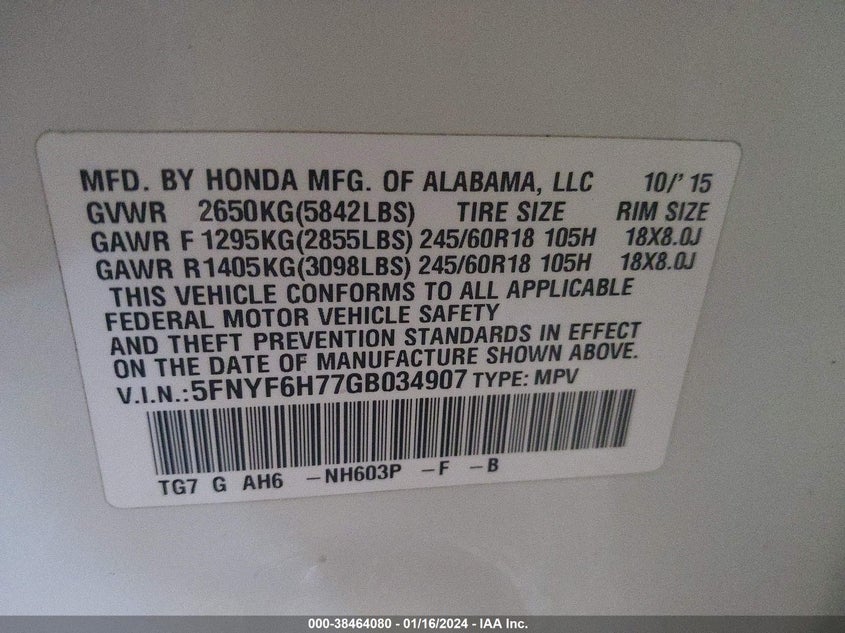 MFD. BY HONDA MFG. OF ALABAMA, LLC 10/' 15
GVWR 2650KG(5842LBS) TIRE SIZE RIM SIZE
GAWR F 1295KG(2855LBS) 245/60R18 105H 18X8.0J
GAWR R1405KG(3098LBS) 245/60R18 105H 18X8.0J
THIS VEHICLE CONFORMS TO ALL APPLICABLE
FEDERAL MOTOR VEHICLE SAFETY
AND THEFT PREVENTION STANDARDS IN EFFECT
ON THE DATE OF MANUFACTURE SHOWN ABOVE.
V.I.N.:5FNYF6H77GB034907 TYPE: MPV
TG7 G AH6 -NH603P -F -B
000-38464080 - 01/16/2024 - IAA Inc.